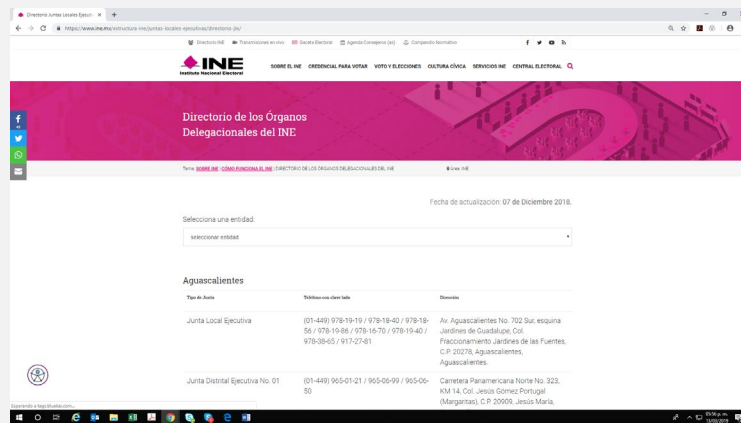 Directorio Juntas Locales Ejecuti
https://www.ine.mx/estructura-ine/juntas-locales-ejecutivas/directorio-jle/
Directorio INE Transmisiones en vivo Gaceta Electoral Agenda Consejeros (as) Compendio Normativo
INE
Instituto Nacional Electoral
SOBRE EL INE CREDENCIAL PARA VOTAR VOTO Y ELECCIONES CULTURA CÍVICA SERVICIOS INE CENTRAL ELECTORAL
Directorio de los Órganos
Delegacionales del INE
Tema: SOBRE INE | CÓMO FUNCIONA EL INE | DIRECTORIO DE LOS ÓRGANOS DELEGACIONALES DEL INE
Área: INE
Fecha de actualización: 07 de Diciembre 2018.
Selecciona una entidad:
seleccionar entidad
Aguascalientes
Tipo de Junta Teléfono con clave lada Dirección
Junta Local Ejecutiva (01-449) 978-19-19 / 978-18-40 / 978-18- Av. Aguascalientes No. 702 Sur, esquina
56 / 978-19-86 / 978-16-70 / 978-19-40 / Jardines de Guadalupe, Col.
978-38-65 / 917-27-81 Fraccionamiento Jardines de las Fuentes,
C.P. 20278, Aguascalientes,
Aguascalientes.
Junta Distrital Ejecutiva No. 01 (01-449) 965-01-21 / 965-06-99 / 965-06- Carretera Panamericana Norte No. 323,
50 KM 14, Col. Jesús Gómez Portugal
(Margaritas), C.P. 20909, Jesús María,
05:56 p. m.
13/03/2019